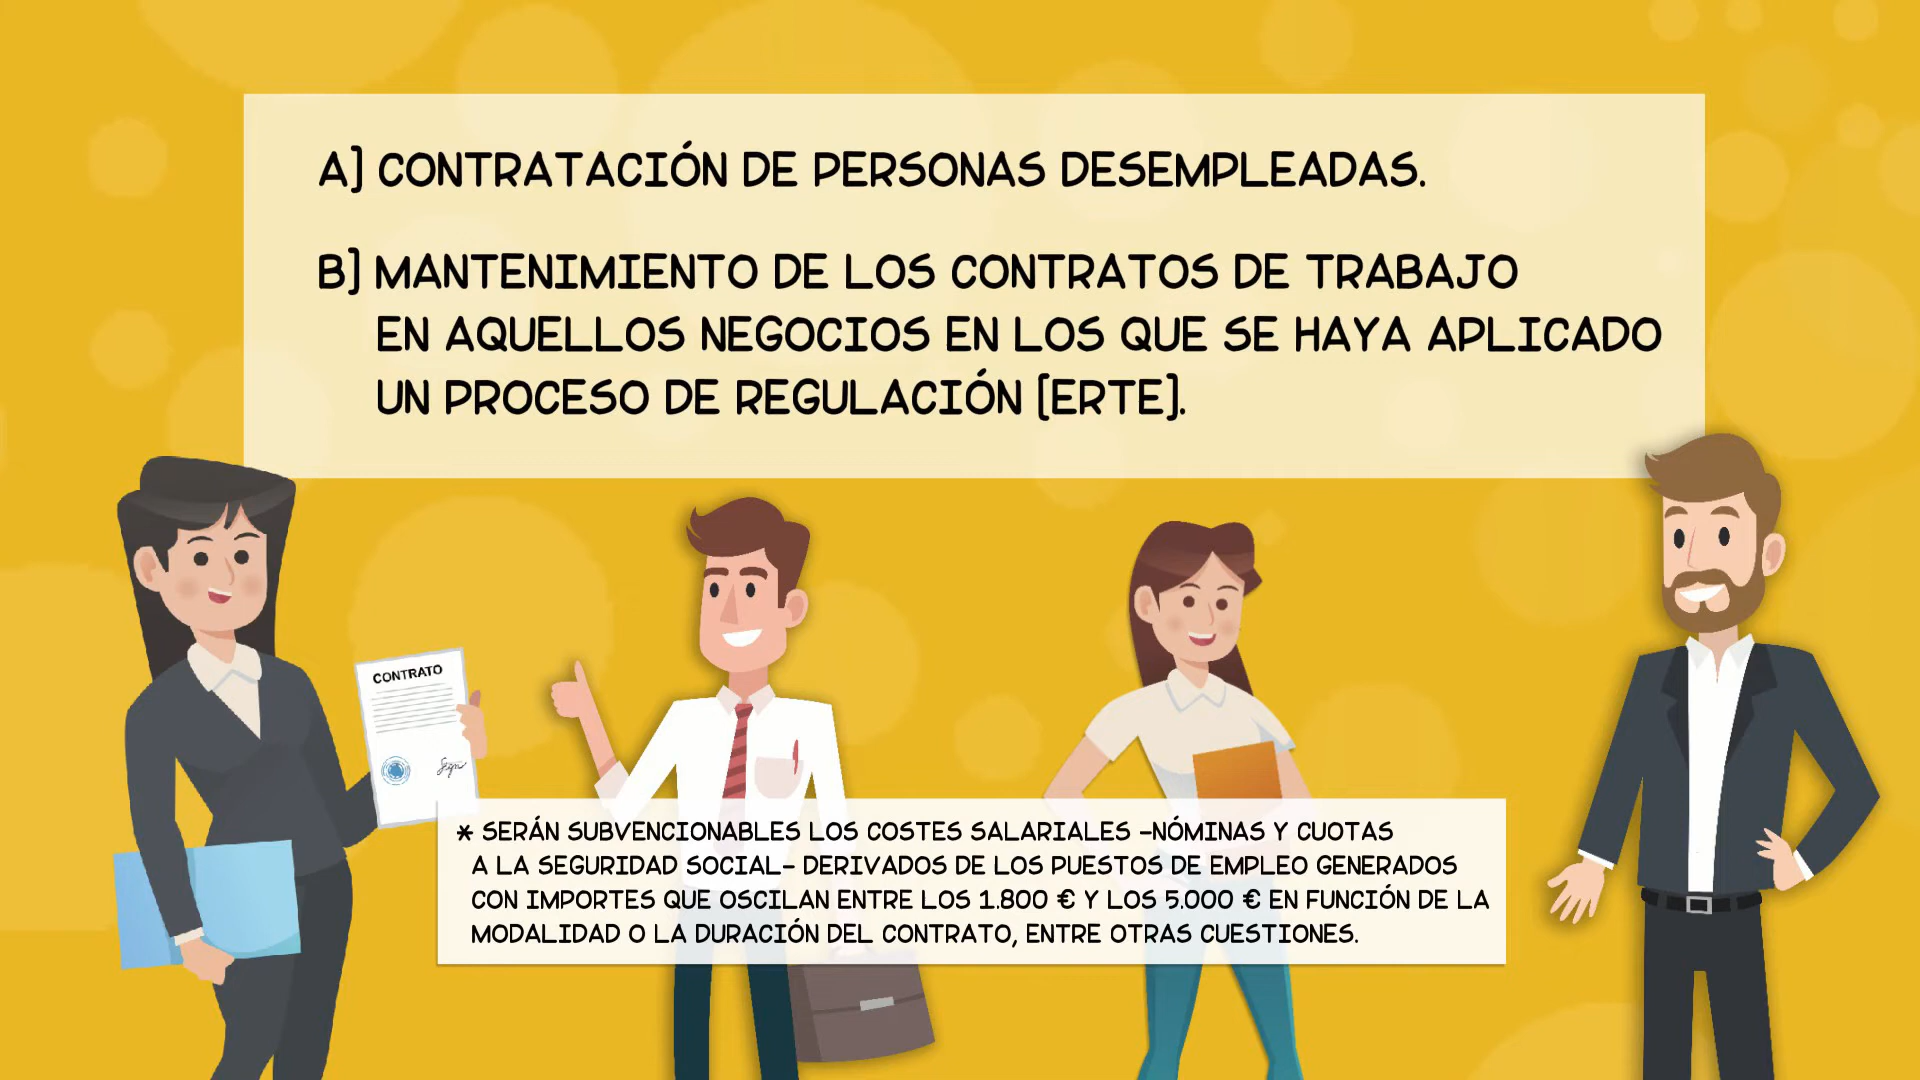 A] CONTRATACIÓN DE PERSONAS DESEMPLEADAS.
B] MANTENIMIENTO DE LOS CONTRATOS DE TRABAJO
EN AQUELLOS NEGOCIOS EN LOS QUE SE HAYA APLICADO
UN PROCESO DE REGULACIÓN [ERTE].
CONTRATO
* SERÁN SUBVENCIONABLES LOS COSTES SALARIALES -NÓMINAS Y CUOTAS
A LA SEGURIDAD SOCIAL- DERIVADOS DE LOS PUESTOS DE EMPLEO GENERADOS
CON IMPORTES QUE OSCILAN ENTRE LOS 1.800 € Y LOS 5.000 € EN FUNCIÓN DE LA
MODALIDAD O LA DURACIÓN DEL CONTRATO, ENTRE OTRAS CUESTIONES.